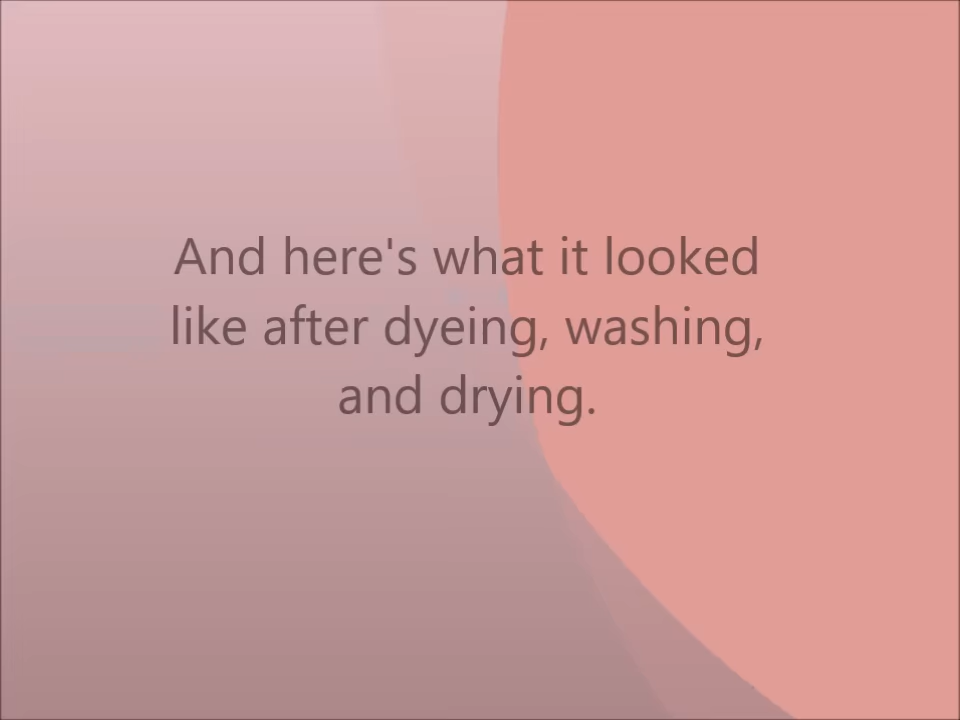 And here's what it looked
like after dyeing, washing,
and drying.